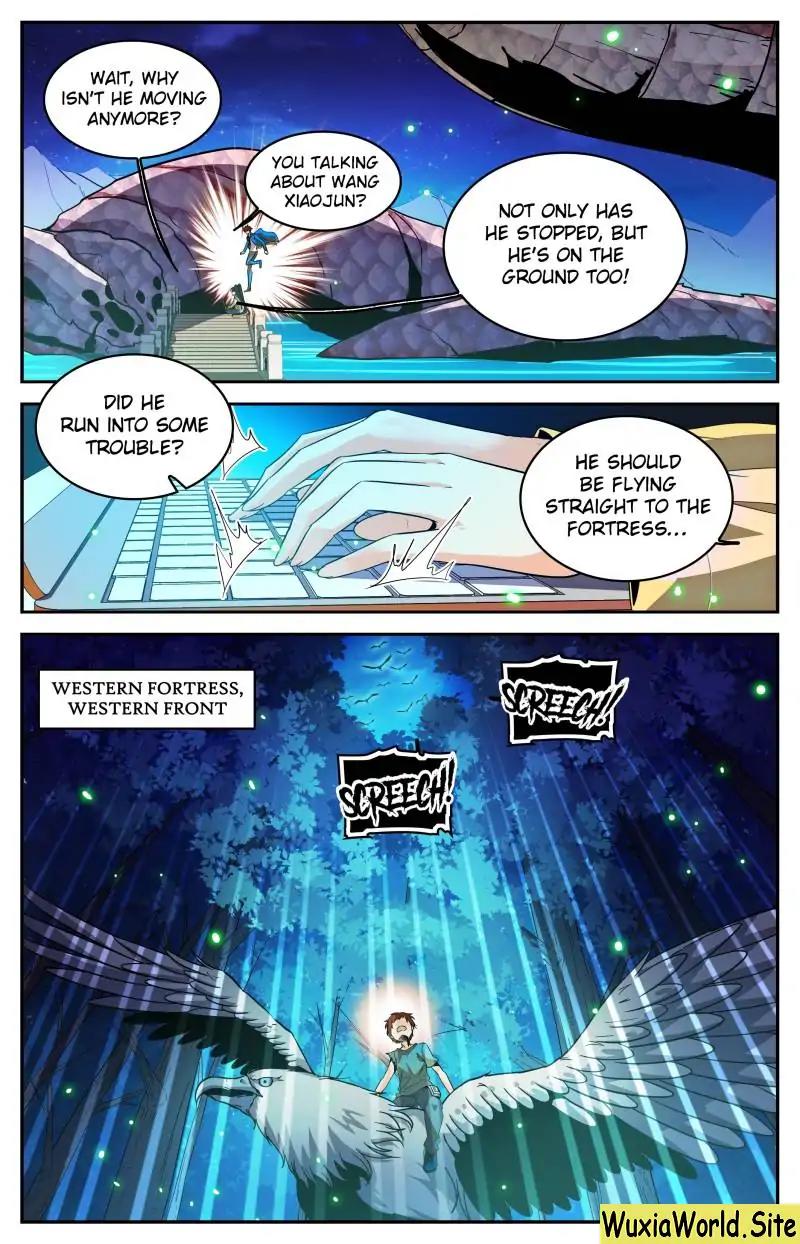 WAIT, WHY
ISN'T HE MOVING
ANYMORE?
YOU TALKING
ABOUT WANG
XIAOJUN?
NOT ONLY HAS
HE STOPPED, BUT
HE'S ON THE
GROUND TOO!
DID HE
RUN INTO SOME
TROUBLE?
HE SHOULD
BE FLYING
STRAIGHT TO THE
FORTRESS...
WESTERN FORTRESS,
WESTERN FRONT
SCREECH!
SCREECH!
WuxiaWorld.Site